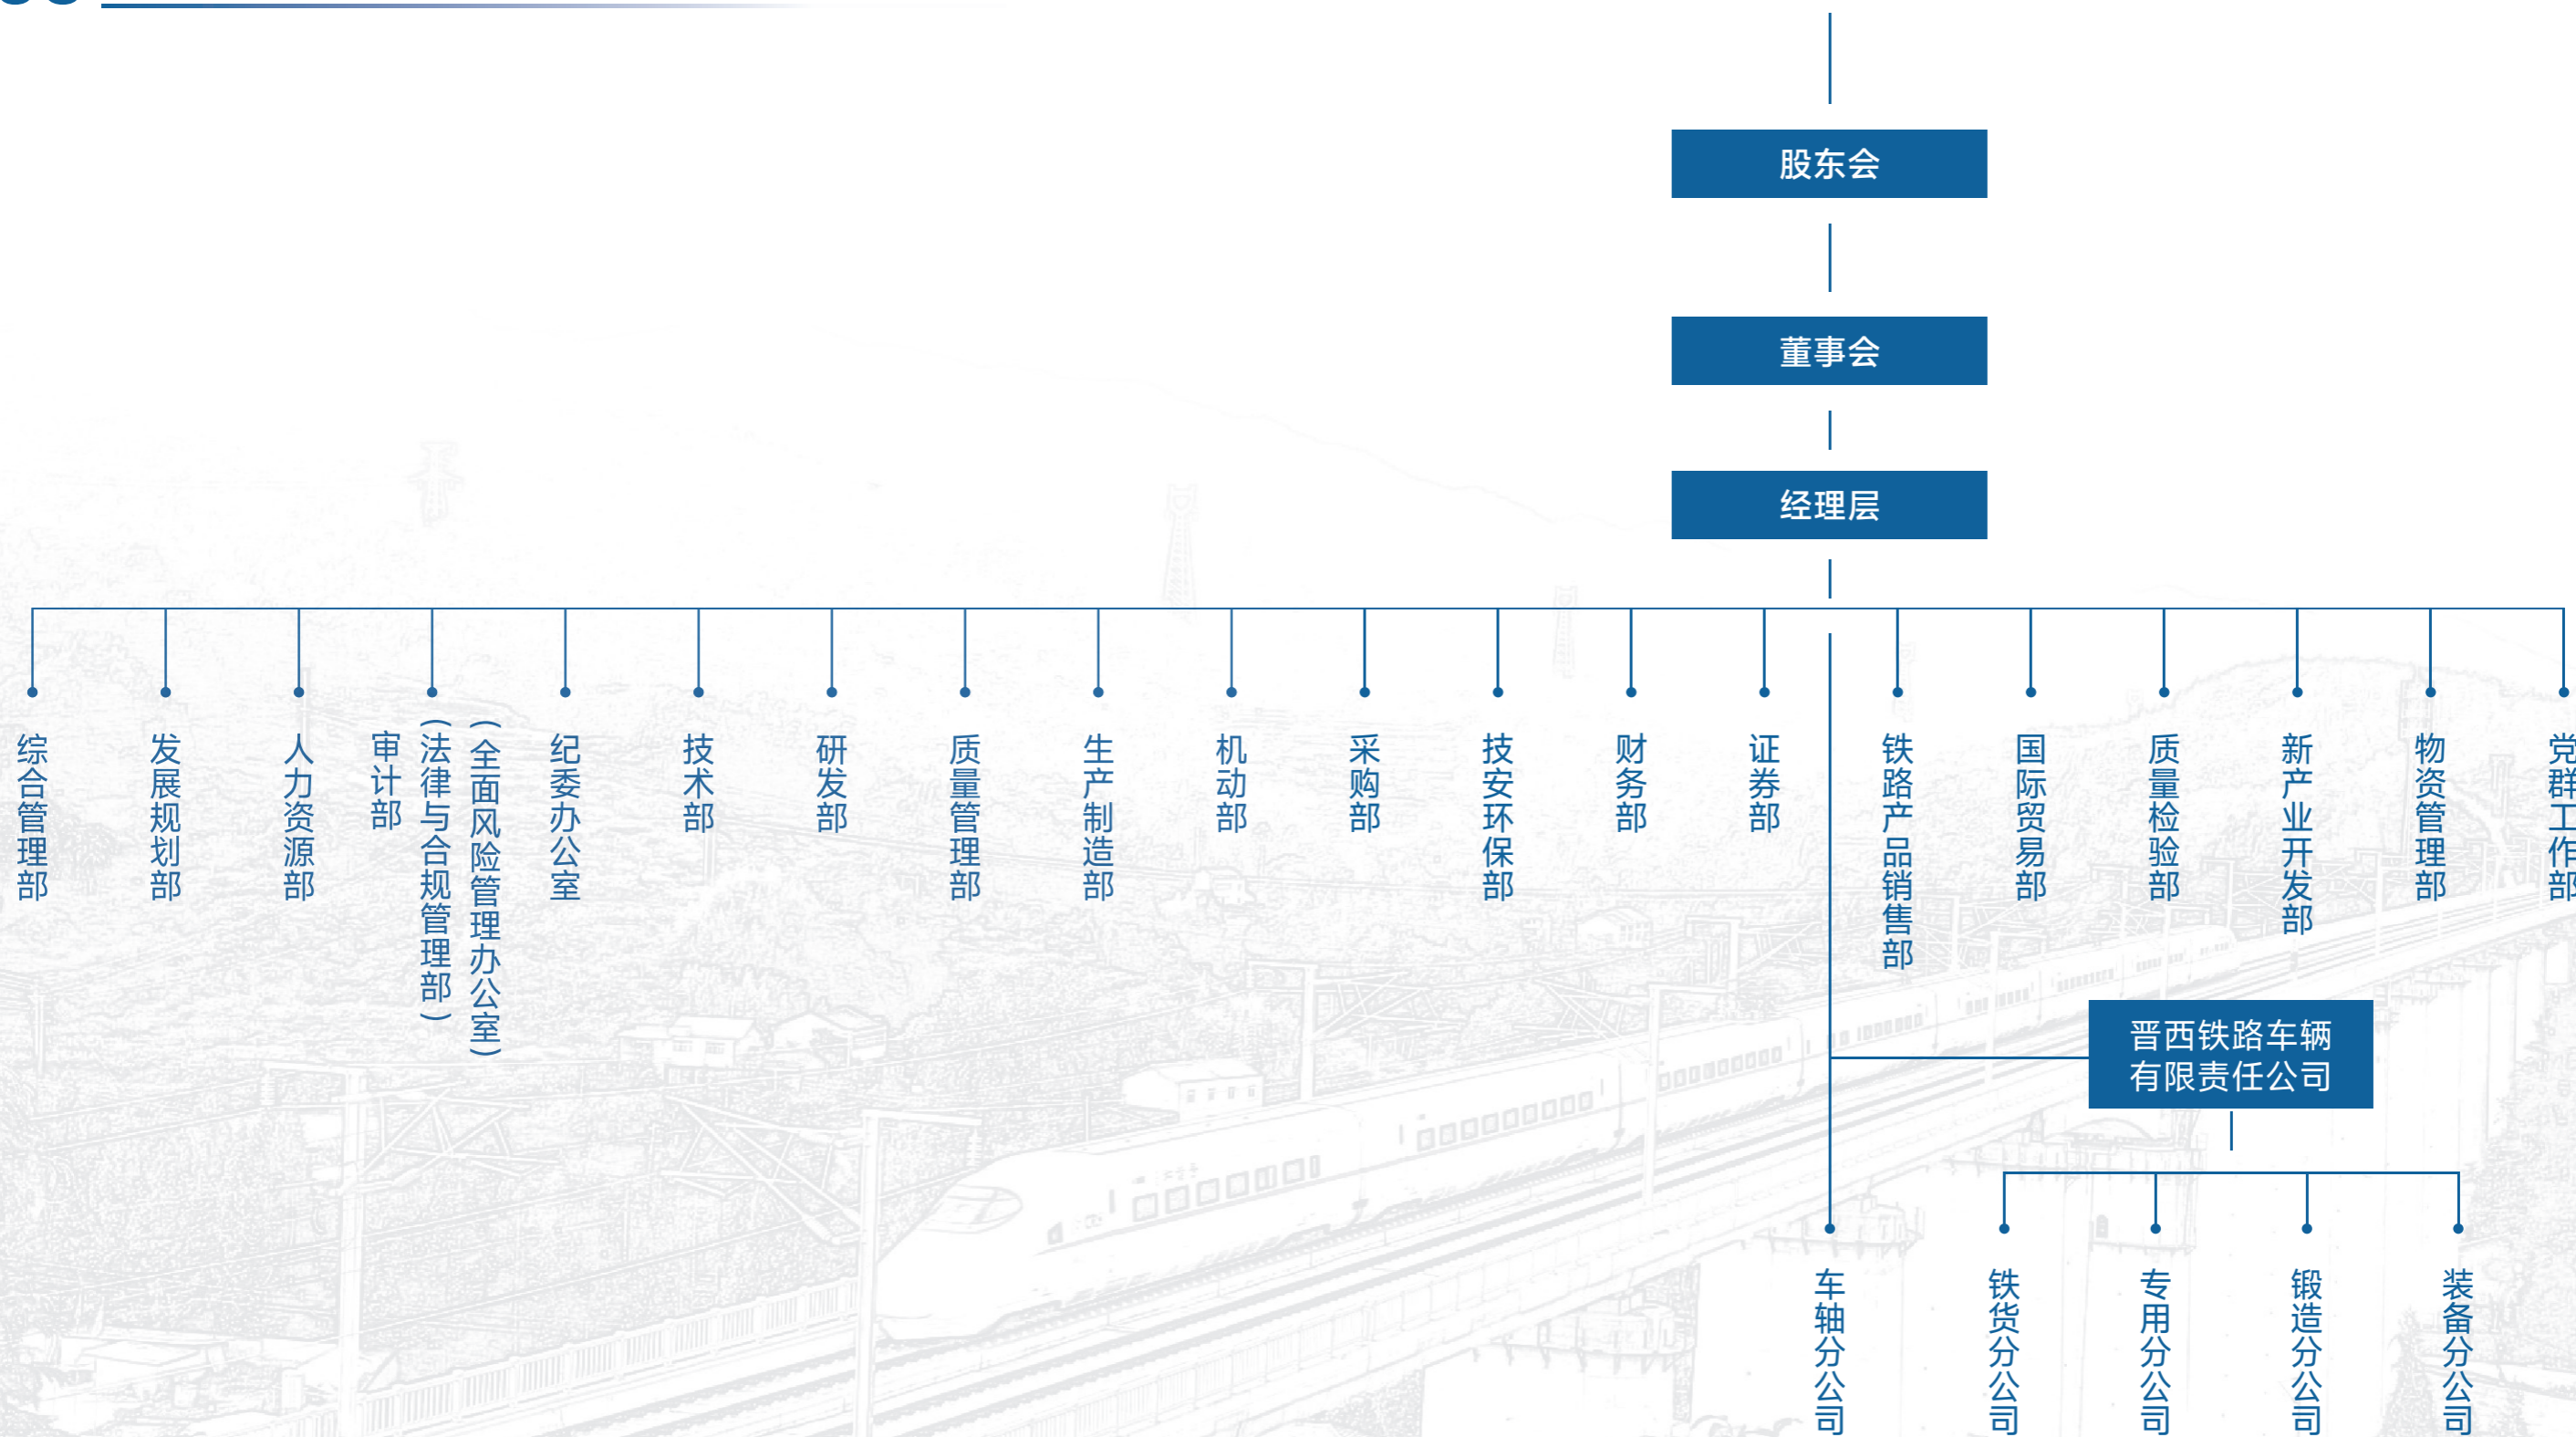 股东会
董事会
经理层
综合管理部
发展规划部
人力资源部
审计部
（法律与合规管理部）
（全面风险管理办公室）
纪委办公室
技术部
研发部
质量管理部
生产制造部
机动部
采购部
技安环保部
财务部
证券部
铁路产品销售部
国际贸易部
质量检验部
新产业开发部
物资管理部
党群工作部
晋西铁路车辆
有限责任公司
车轴分公司
铁货分公司
专用分公司
锻造分公司
装备分公司